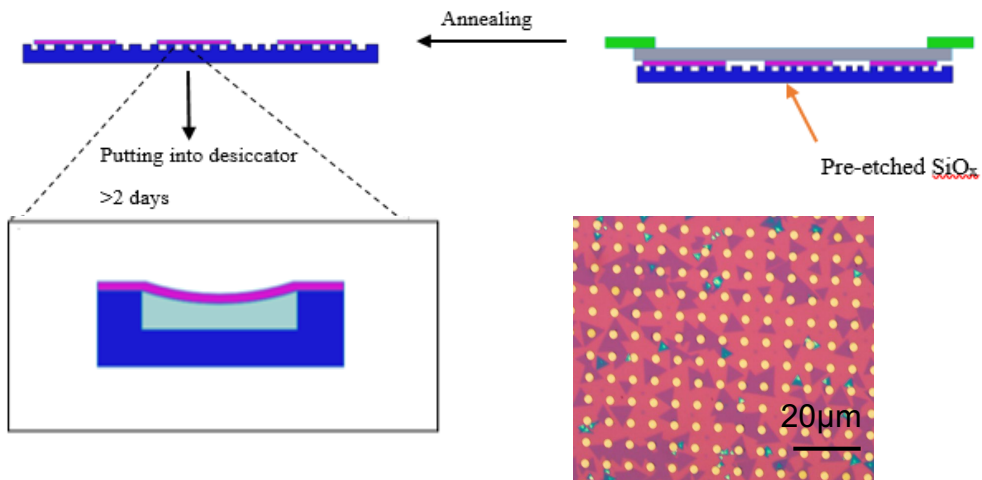 Annealing
Putting into desiccator
>2 days
Pre-etched SiOₓ
20μm